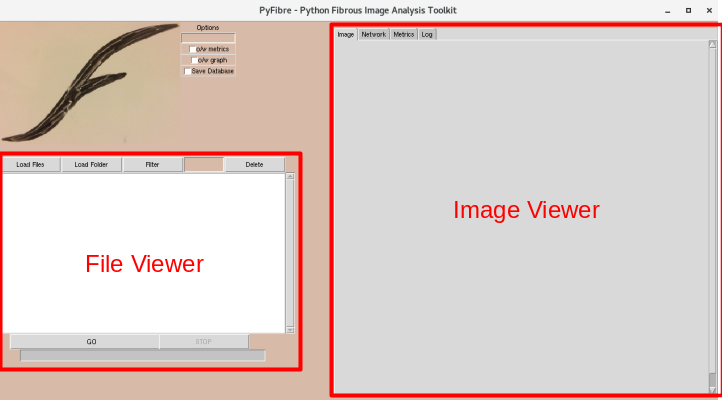 PyFibre - Python Fibrous Image Analysis Toolkit
Options
o/w metrics
o/w graph
Save Database
Load Files Load Folder Filter Delete
File Viewer
GO STOP
Image Network Metrics Log
Image Viewer